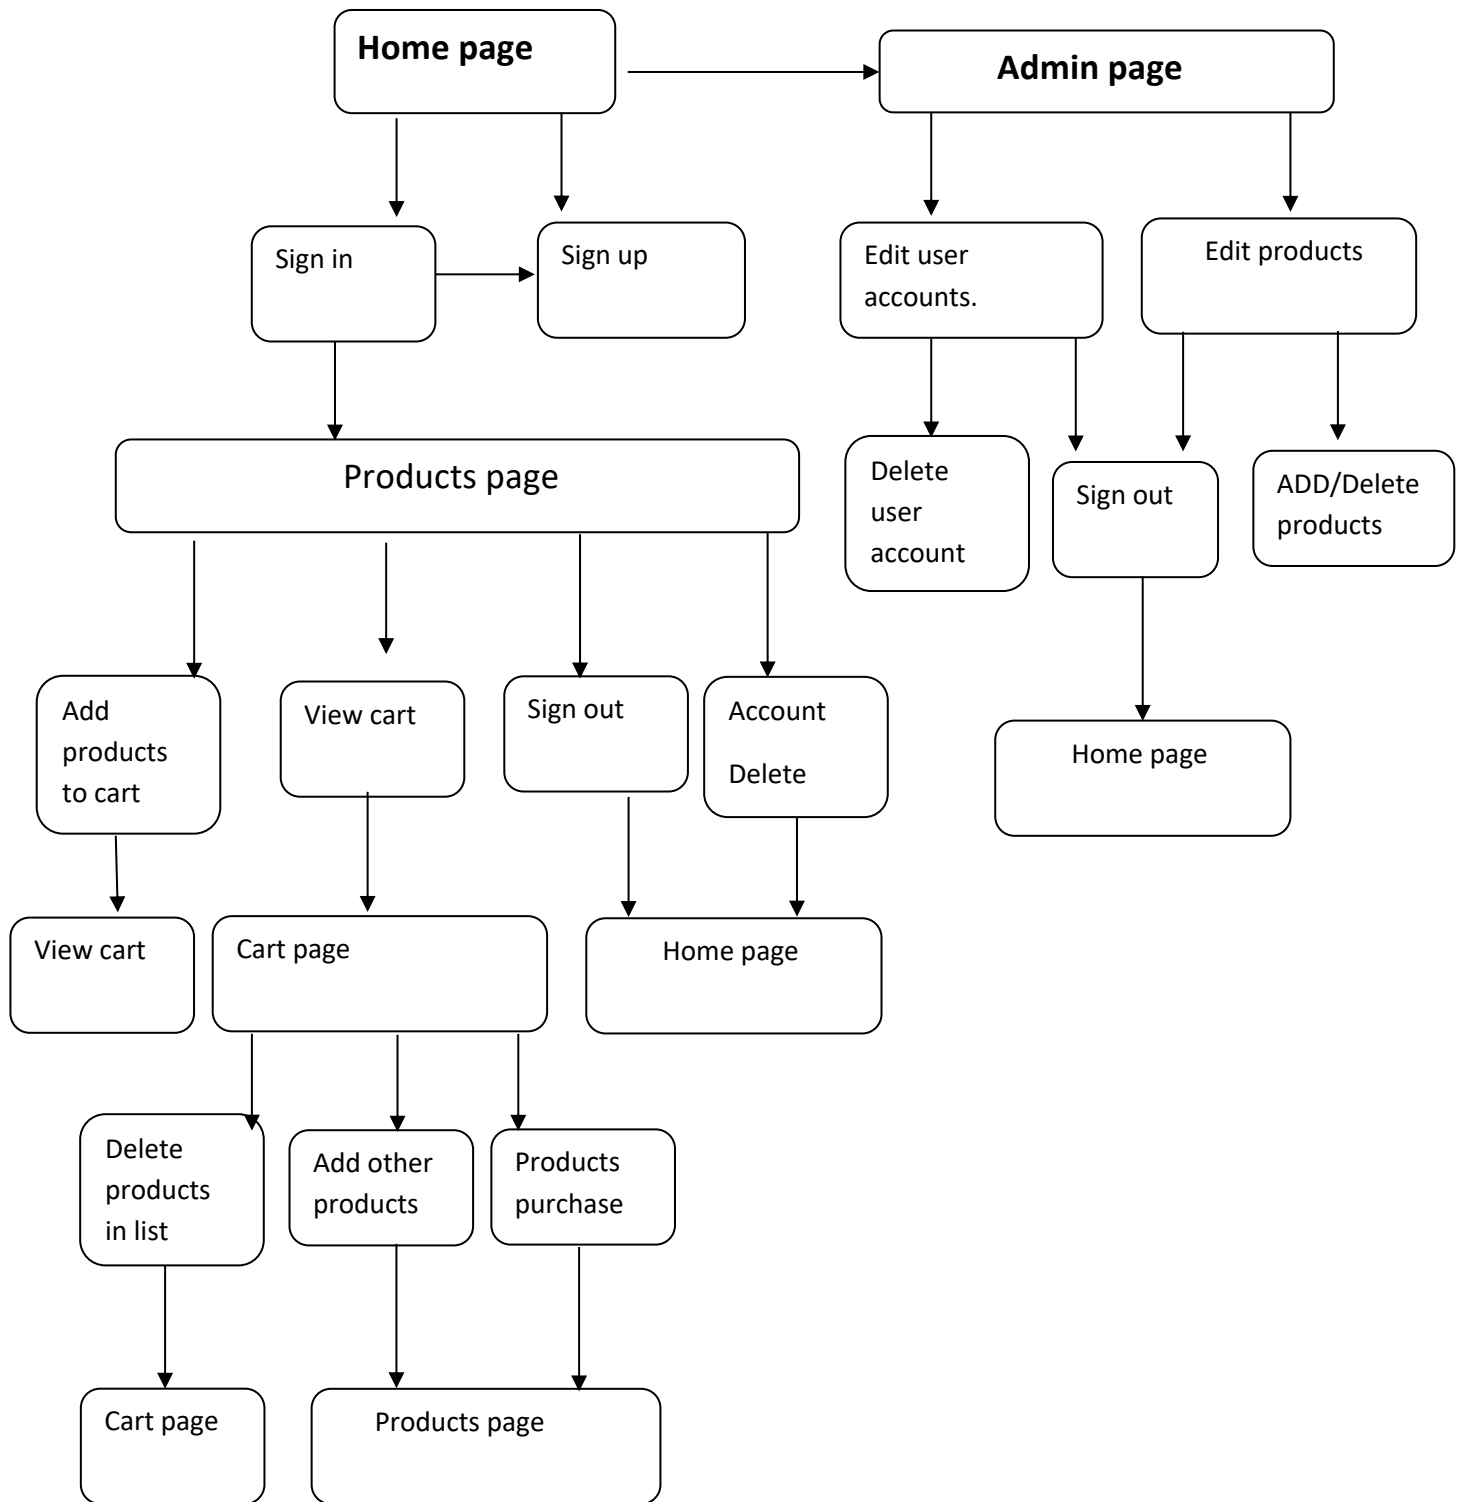 Home page
Admin page
Sign in
Sign up
Edit user
accounts.
Edit products
Products page
Delete
user
account
Sign out
ADD/Delete
products
Add
products
to cart
View cart
Sign out
Account
Delete
Home page
View cart
Cart page
Home page
Delete
products
in list
Add other
products
Products
purchase
Cart page
Products page